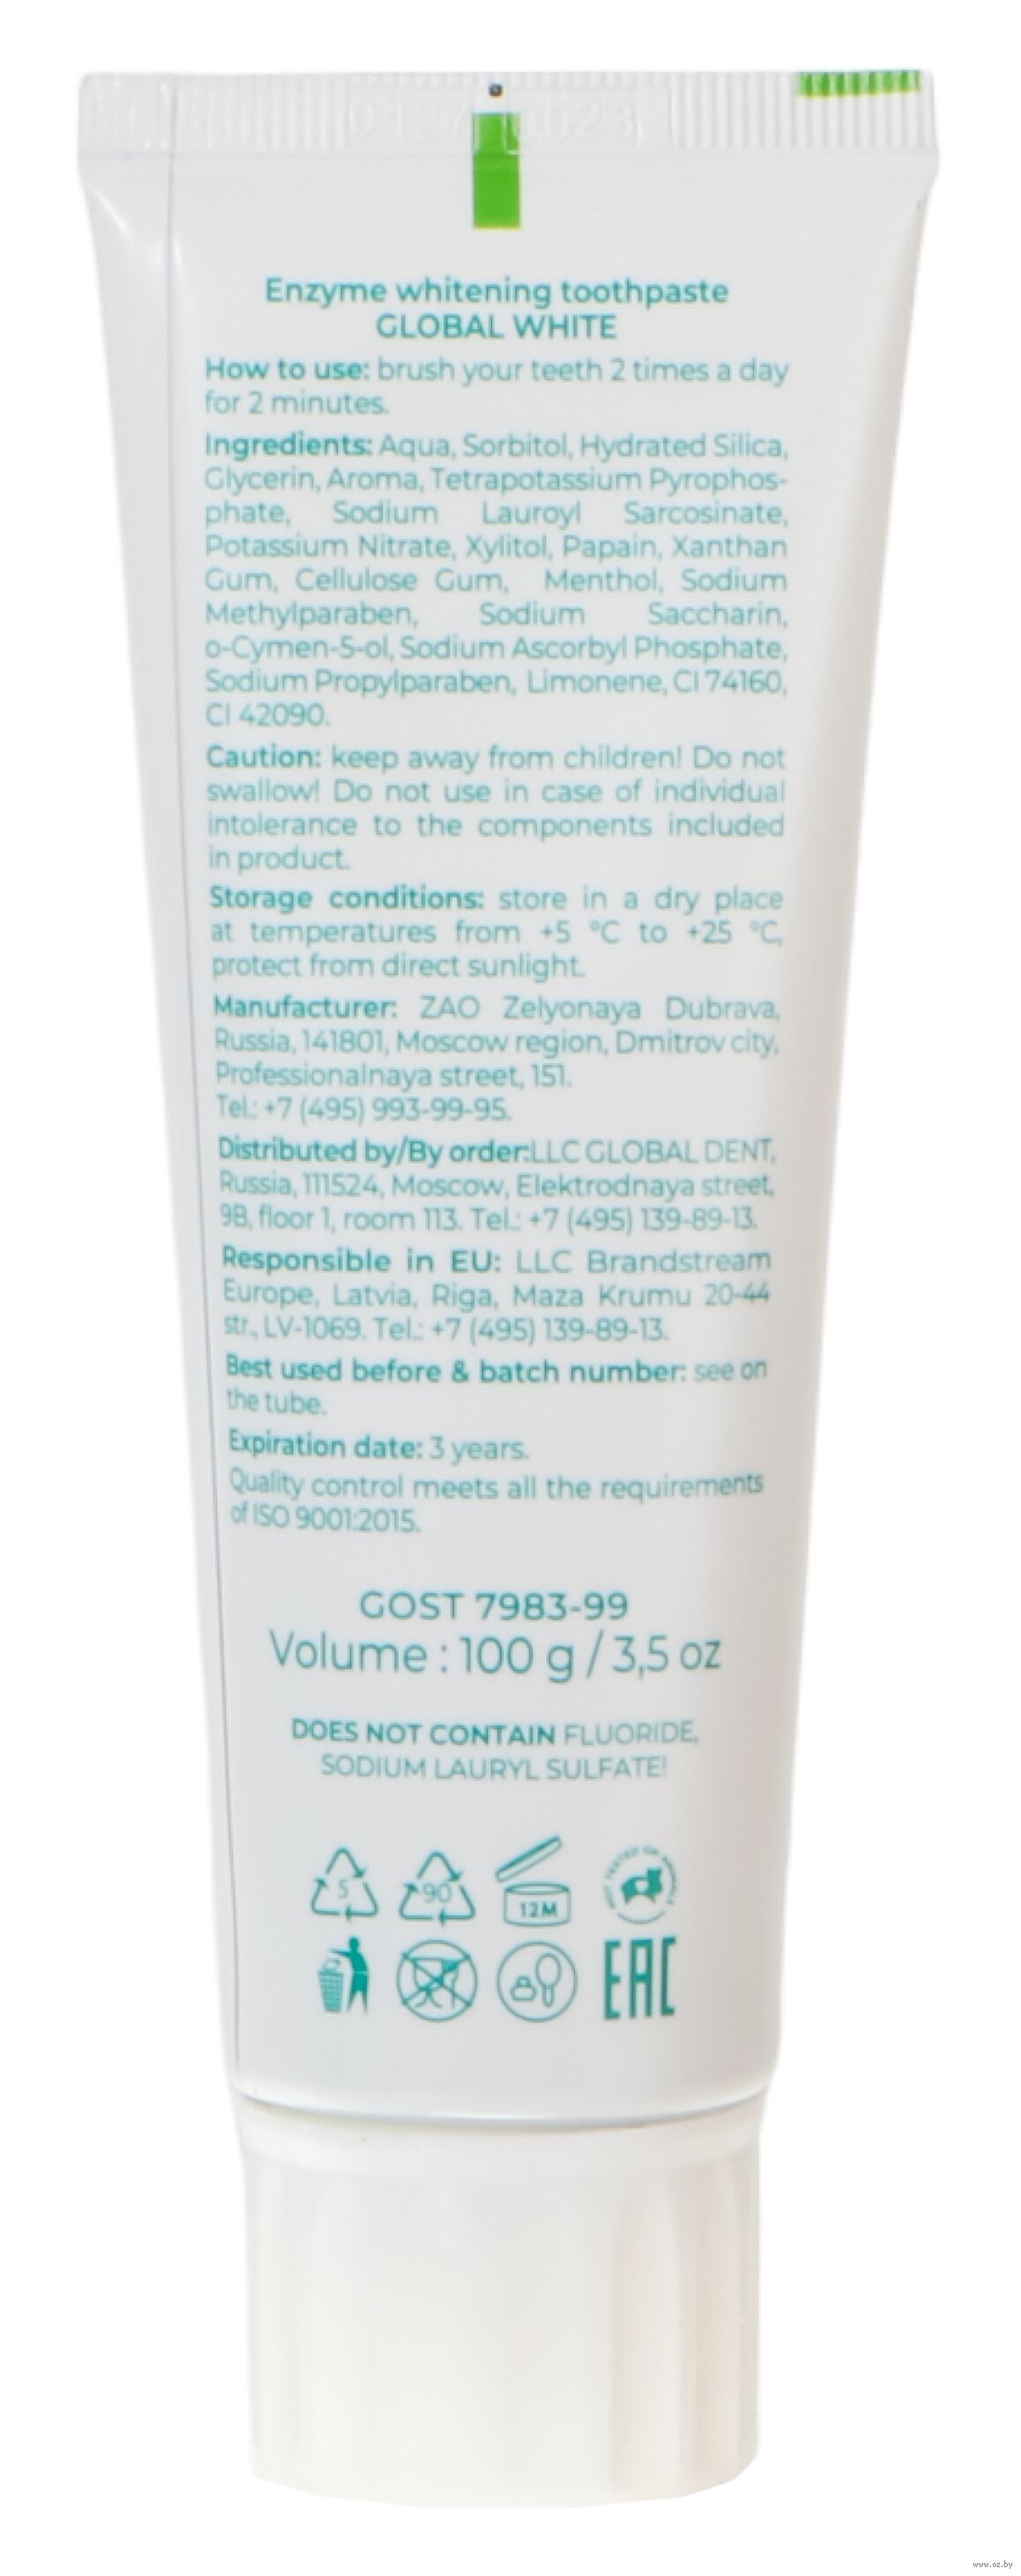 Enzyme whitening toothpaste
GLOBAL WHITE
How to use: brush your teeth 2 times a day
for 2 minutes.
Ingredients: Aqua, Sorbitol, Hydrated Silica,
Glycerin, Aroma, Tetrapotassium Pyrophos-
phate, Sodium Lauroyl Sarcosinate,
Potassium Nitrate, Xylitol, Papain, Xanthan
Gum, Cellulose Gum, Menthol, Sodium
Methylparaben, Sodium Saccharin,
o-Cymen-5-ol, Sodium Ascorbyl Phosphate,
Sodium Propylparaben, Limonene, CI 74160,
CI 42090.
Caution: keep away from children! Do not
swallow! Do not use in case of individual
intolerance to the components included
in product.
Storage conditions: store in a dry place
at temperatures from +5 °C to +25 °C,
protect from direct sunlight.
Manufacturer: ZAO Zelyonaya Dubrava,
Russia, 141801, Moscow region, Dmitrov city,
Professionalnaya street, 151.
Tel.: +7 (495) 993-99-95.
Distributed by/By order:LLC GLOBAL DENT,
Russia, 111524, Moscow, Elektrodnaya street,
9B, floor 1, room 113. Tel.: +7 (495) 139-89-13.
Responsible in EU: LLC Brandstream
Europe, Latvia, Riga, Maza Krumu 20-44
str., LV-1069. Tel.: +7 (495) 139-89-13.
Best used before & batch number: see on
the tube.
Expiration date: 3 years.
Quality control meets all the requirements
of ISO 9001:2015.
GOST 7983-99
Volume : 100 g / 3,5 oz
DOES NOT CONTAIN FLUORIDE,
SODIUM LAURYL SULFATE!
5 90 12M NOT TESTED ON ANIMALS
EAC
www.oz.by